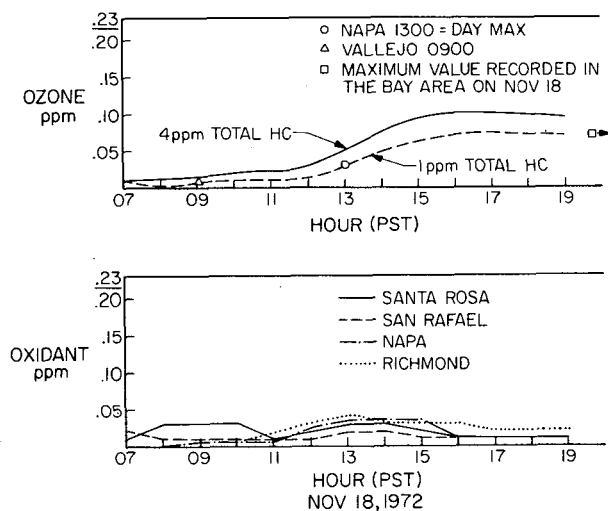 .23
.20
.15
OZONE
ppm
.10
.05
○ NAPA 1300 = DAY MAX
△ VALLEJO 0900
□ MAXIMUM VALUE RECORDED IN
THE BAY AREA ON NOV 18
4ppm TOTAL HC
1ppm TOTAL HC
07 09 11 13 15 17 19
HOUR (PST)
.23
.20
.15
OXIDANT
ppm
.10
.05
SANTA ROSA
SAN RAFAEL
NAPA
RICHMOND
07 09 11 13 15 17 19
HOUR (PST)
NOV 18, 1972